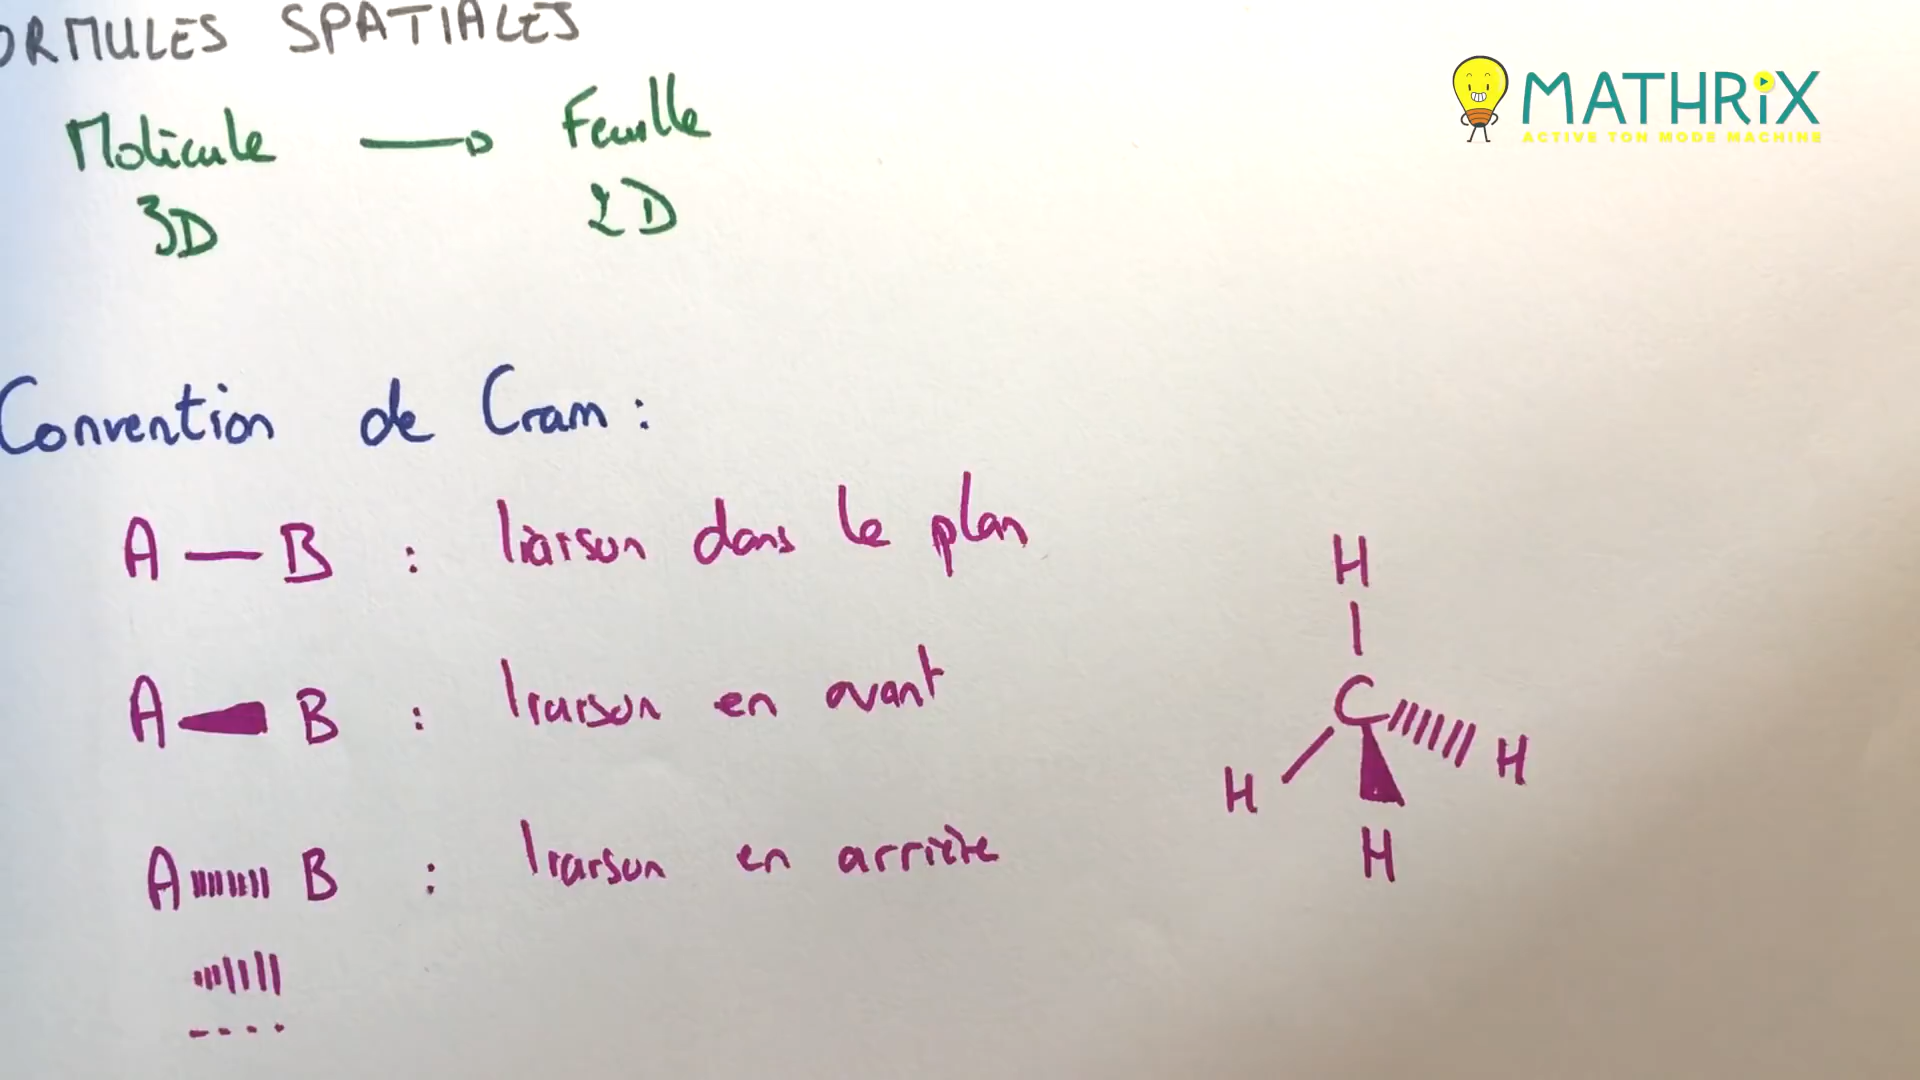 ORMULES SPATIALES
MATHRiX
ACTIVE TON MODE MACHINE
Molécule → Feuille
3D 2D
Convention de Cram :
A — B : liaison dans le plan
A B : liaison en avant
A B : liaison en arrière
H
C
H H
H